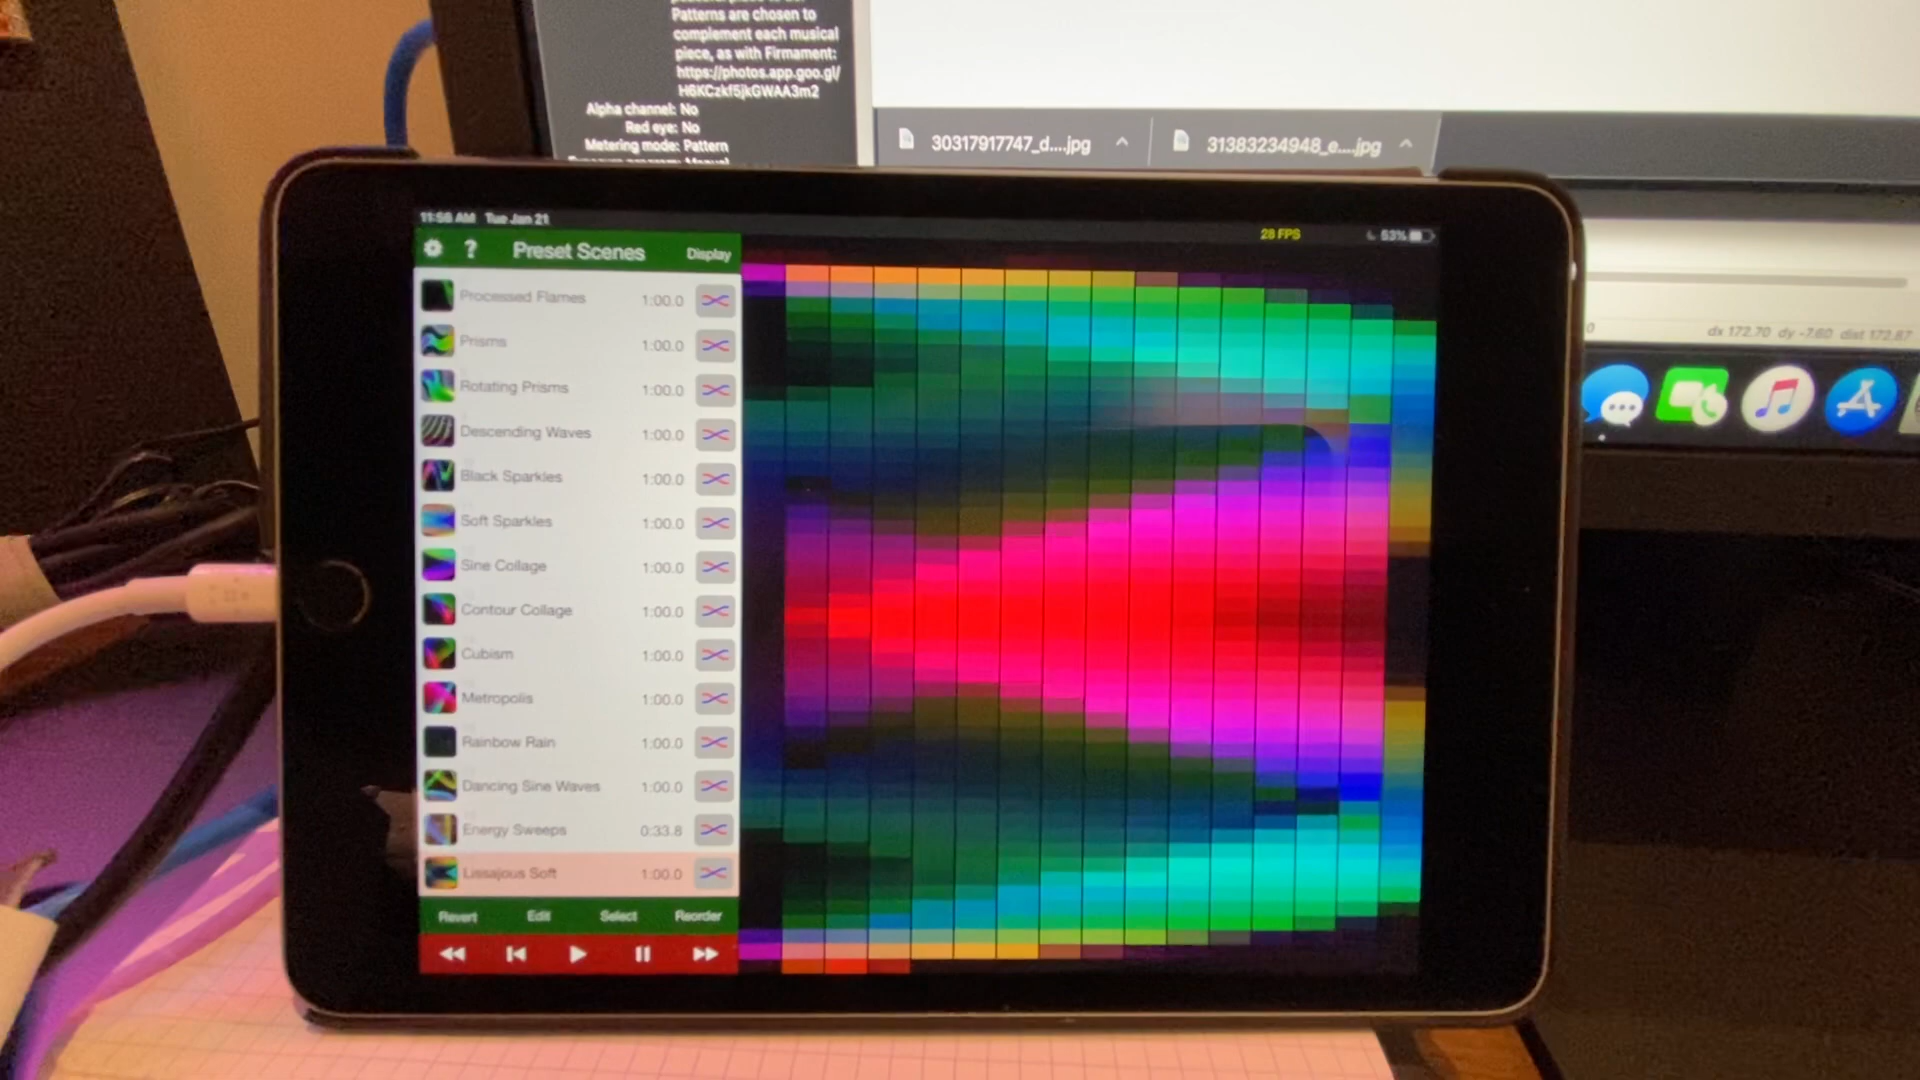 Patterns are chosen to
complement each musical
piece, as with Firmament:
https://photos.app.goo.gl/
H6KCzkf5jkGWAA3m2
Alpha channel: No
Red eye: No
Metering mode: Pattern
30317917747_d....jpg
31383234948_e....jpg
11:56 AM Tue Jan 21
28 FPS
53%
? Preset Scenes Display
Processed Flames 1:00.0
Prisms 1:00.0
Rotating Prisms 1:00.0
Descending Waves 1:00.0
Black Sparkles 1:00.0
Soft Sparkles 1:00.0
Sine Collage 1:00.0
Contour Collage 1:00.0
Cubism 1:00.0
Metropolis 1:00.0
Rainbow Rain 1:00.0
Dancing Sine Waves 1:00.0
Energy Sweeps 0:33.8
Lissajous Soft 1:00.0
Revert Edit Select Reorder
0 dx 172.70 dy -7.60 dist 172.87